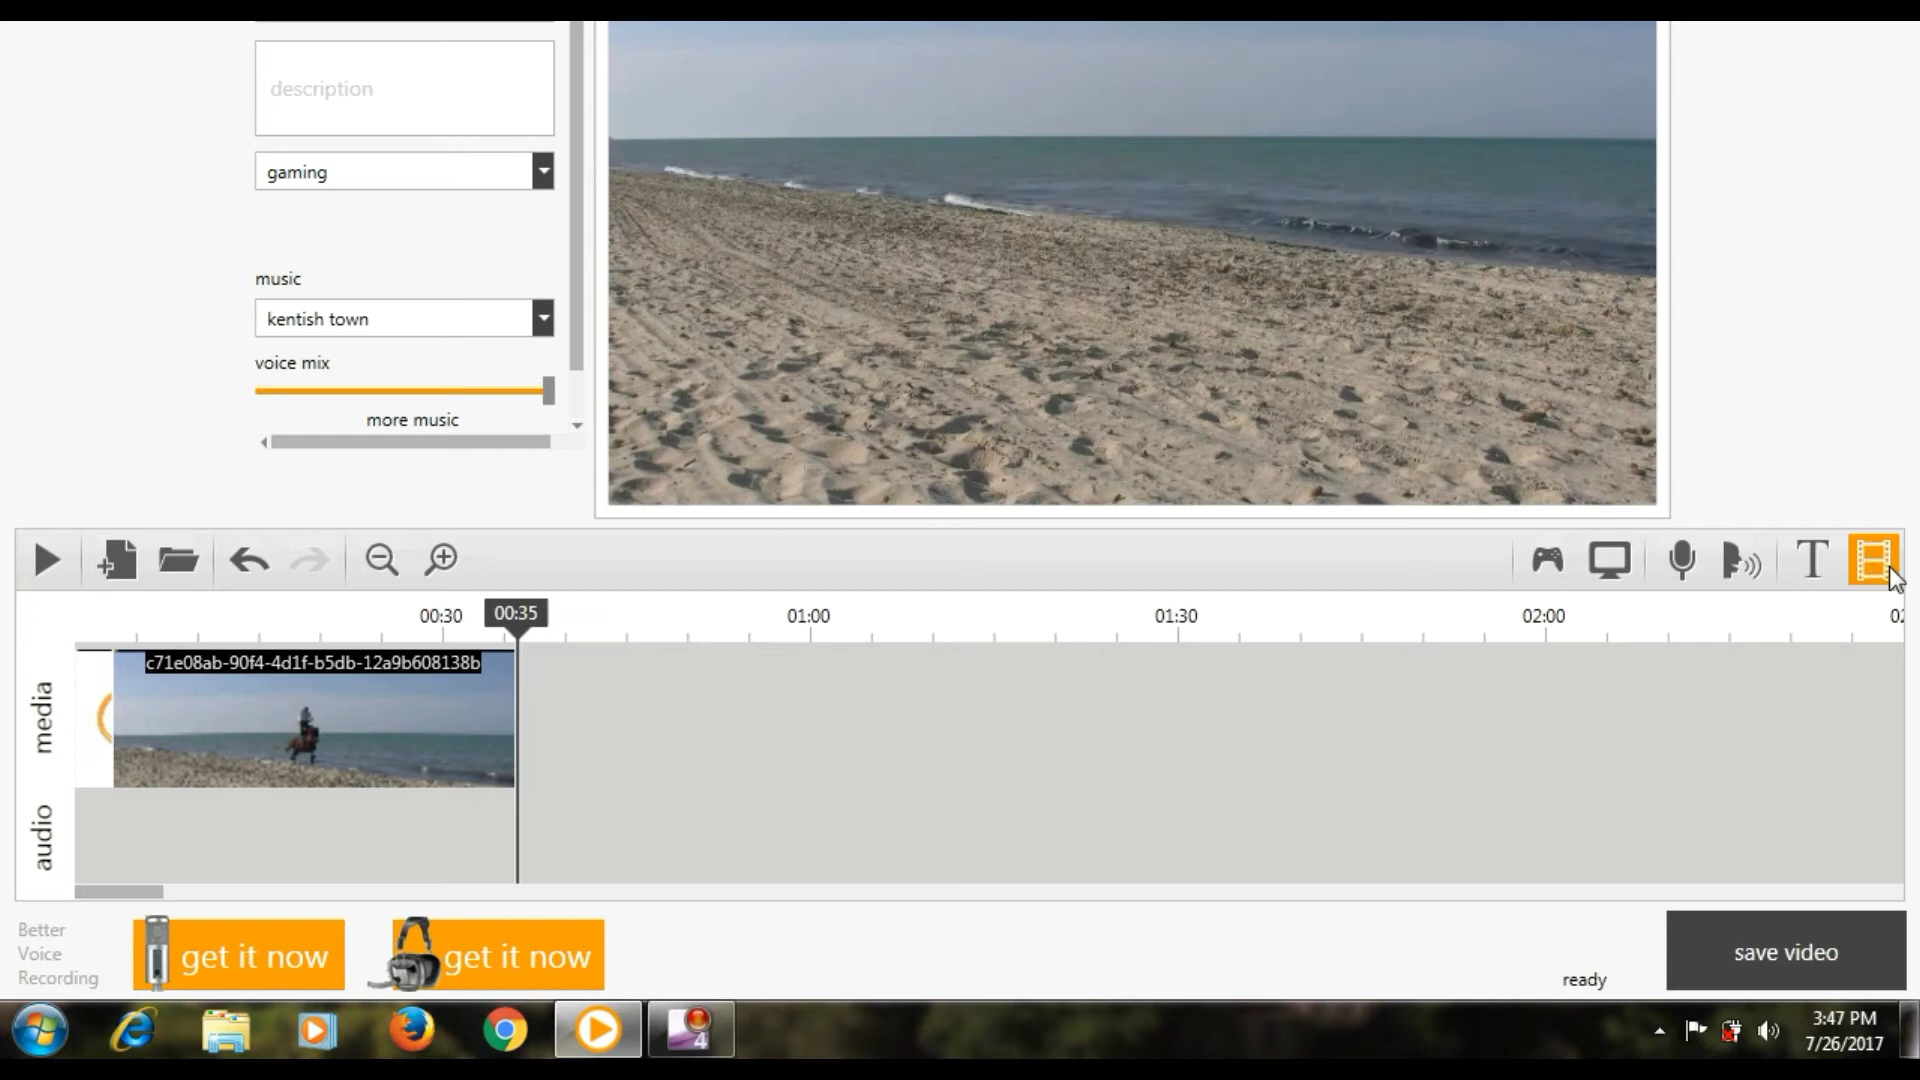 description
gaming
music
kentish town
voice mix
more music
T
00:30
00:35
01:00
01:30
02:00
media
c71e08ab-90f4-4d1f-b5db-12a9b608138b
audio
Better
Voice
Recording
get it now
get it now
ready
save video
4
3:47 PM
7/26/2017